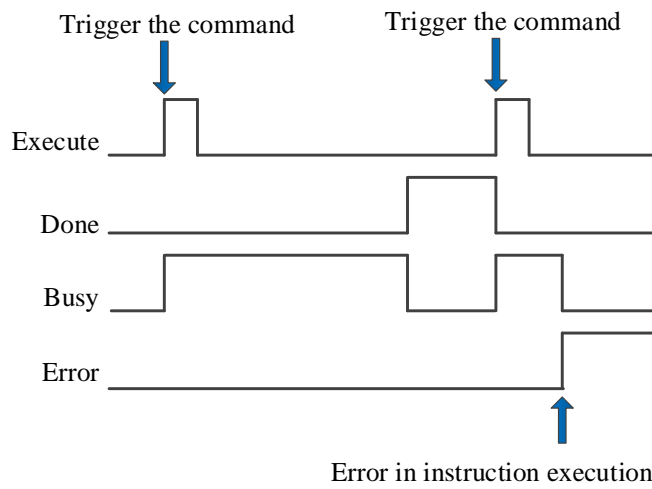 Trigger the command
Trigger the command
Execute
Done
Busy
Error
Error in instruction execution